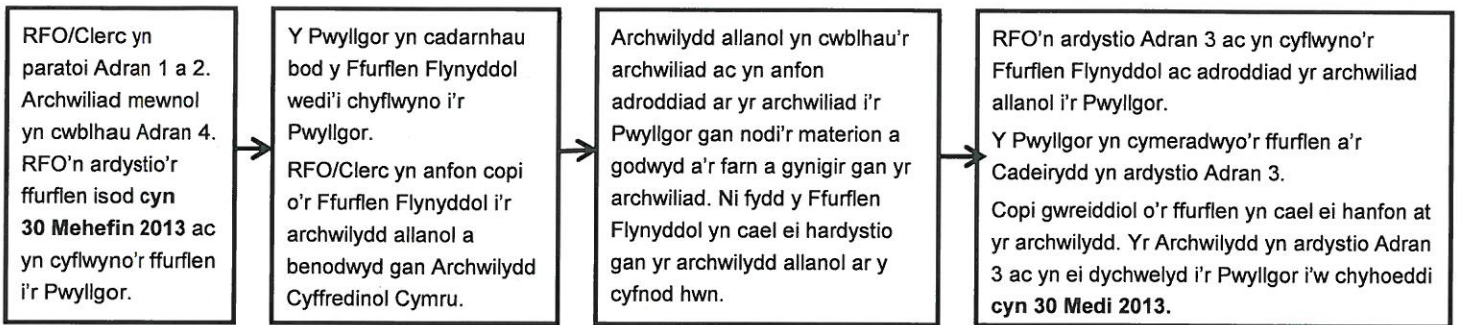 RFO/Clerc yn
paratoi Adran 1 a 2.
Archwiliad mewnol
yn cwblhau Adran 4.
RFO'n ardystio'r
ffurflen isod cyn
30 Mehefin 2013 ac
yn cyflwyno'r ffurflen
i'r Pwyllgor.
Y Pwyllgor yn cadarnhau
bod y Ffurflen Flynyddol
wedi'i chyflwyno i'r
Pwyllgor.
RFO/Clerc yn anfon copi
o'r Ffurflen Flynyddol i'r
archwilydd allanol a
benodwyd gan Archwilydd
Cyffredinol Cymru.
Archwilydd allanol yn cwblhau'r
archwiliad ac yn anfon
adroddiad ar yr archwiliad i'r
Pwyllgor gan nodi'r materion a
godwyd a'r farn a gynigir gan yr
archwiliad. Ni fydd y Ffurflen
Flynyddol yn cael ei hardystio
gan yr archwilydd allanol ar y
cyfnod hwn.
RFO'n ardystio Adran 3 ac yn cyflwyno'r
Ffurflen Flynyddol ac adroddiad yr archwiliad
allanol i'r Pwyllgor.
Y Pwyllgor yn cymeradwyo'r ffurflen a'r
Cadeirydd yn ardystio Adran 3.
Copi gwreiddiol o'r ffurflen yn cael ei hanfon at
yr archwilydd. Yr Archwilydd yn ardystio Adran
3 ac yn ei dychwelyd i'r Pwyllgor i'w chyhoeddi
cyn 30 Medi 2013.